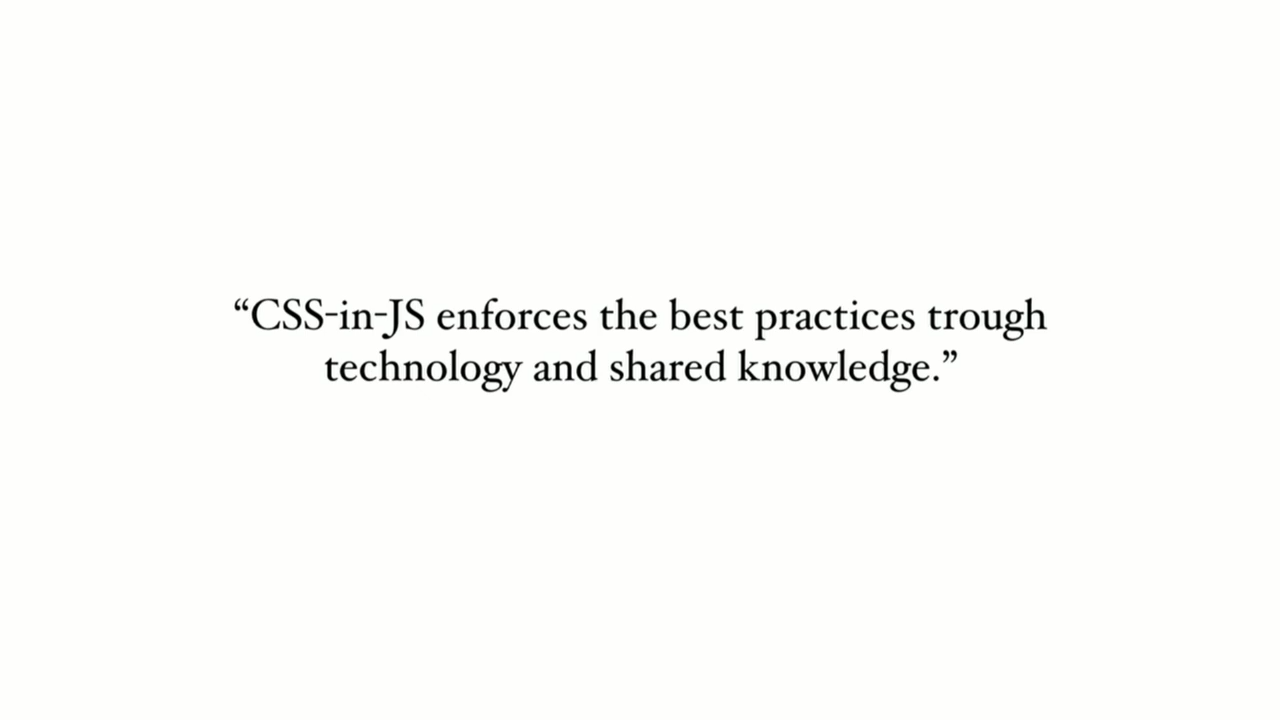 “CSS-in-JS enforces the best practices trough
technology and shared knowledge.”